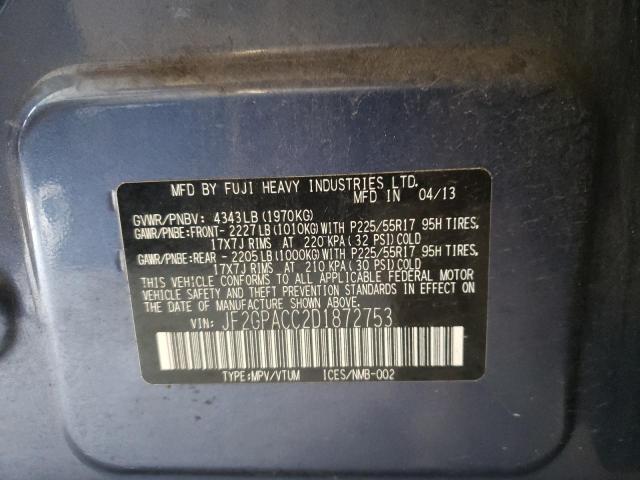 MFD BY FUJI HEAVY INDUSTRIES LTD.
MFD IN 04/13
GVWR/PNBV: 4343LB(1970KG)
GAWR/PNBE:FRONT- 2227LB(1010KG)WITH P225/55R17 95H TIRES,
17X7J RIMS AT 220KPA(32 PSI)COLD
GAWR/PNBE:REAR - 2205LB(1000KG)WITH P225/55R17 95H TIRES,
17X7J RIMS AT 210KPA(30 PSI)COLD
THIS VEHICLE CONFORMS TO ALL APPLICABLE FEDERAL MOTOR
VEHICLE SAFETY AND THEFT PREVENTION STANDARDS IN EFFECT ON THE
DATE OF MANUFACTURE SHOWN ABOVE.
VIN: JF2GPACC2D1872753
TYPE:MPV/VTUM ICES/NMB-002